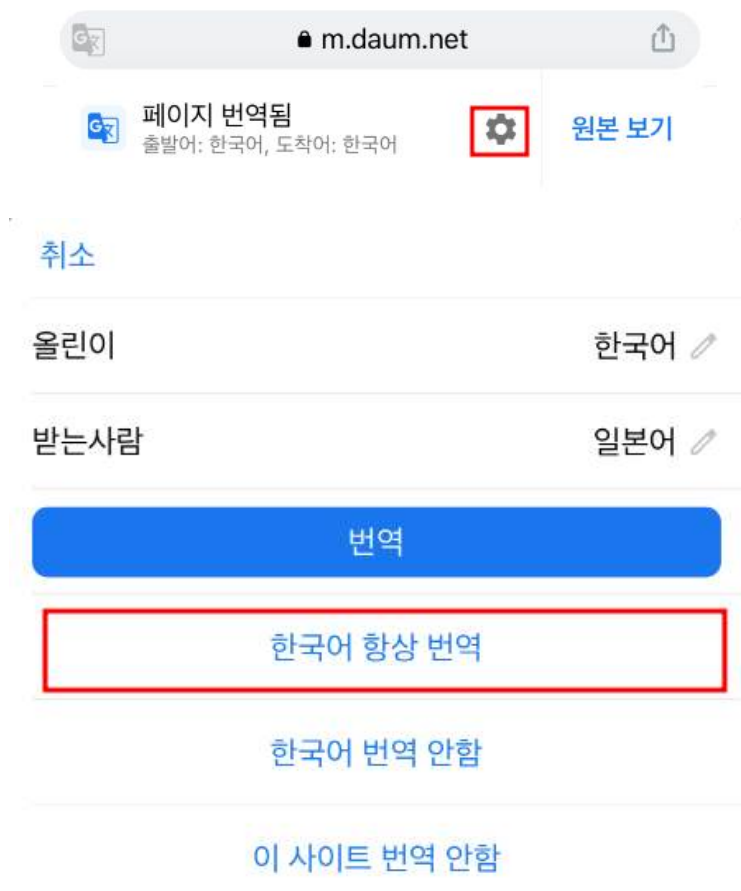 m.daum.net
페이지 번역됨
출발어: 한국어, 도착어: 한국어
원본 보기
취소
올린이 한국어
받는사람 일본어
번역
한국어 항상 번역
한국어 번역 안함
이 사이트 번역 안함